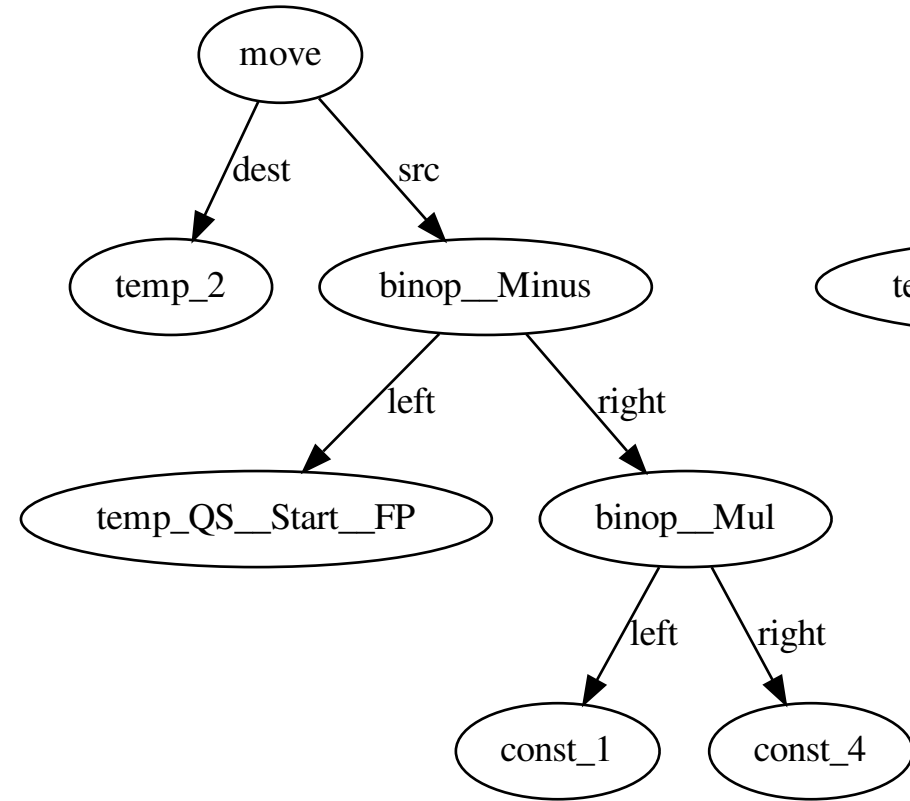 move
dest
src
temp_2
binop__Minus
left
right
temp_QS__Start__FP
binop__Mul
left
right
const_1
const_4